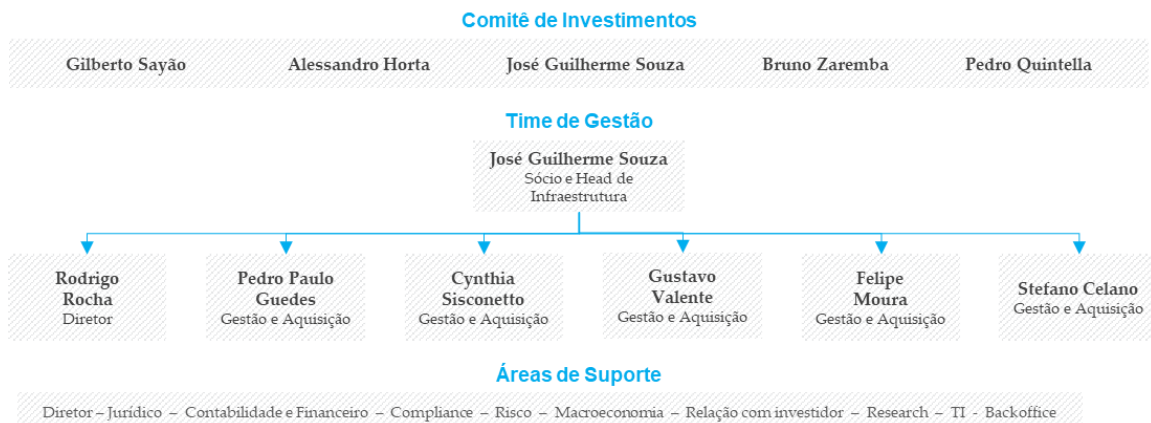 Comitê de Investimentos
Gilberto Sayão Alessandro Horta José Guilherme Souza Bruno Zaremba Pedro Quintella
Time de Gestão
José Guilherme Souza
Sócio e Head de
Infraestrutura
Rodrigo
Rocha
Diretor
Pedro Paulo
Guedes
Gestão e Aquisição
Cynthia
Sisconetto
Gestão e Aquisição
Gustavo
Valente
Gestão e Aquisição
Felipe
Moura
Gestão e Aquisição
Stefano Celano
Gestão e Aquisição
Áreas de Suporte
Diretor – Jurídico – Contabilidade e Financeiro – Compliance – Risco – Macroeconomia – Relação com investidor – Research – TI - Backoffice